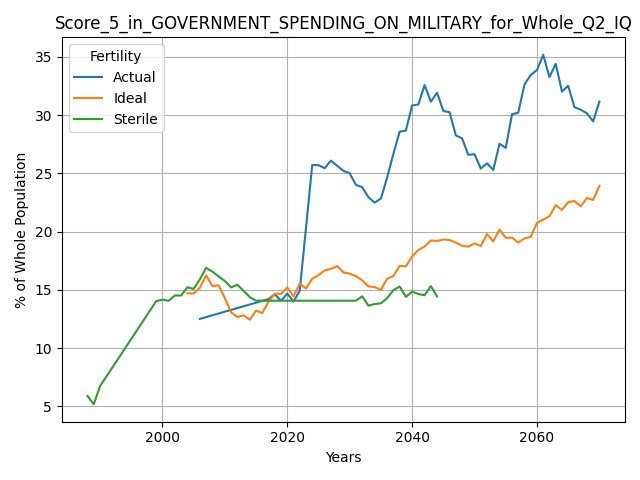 Score_5_in_GOVERNMENT_SPENDING_ON_MILITARY_for_Whole_Q2_IQ
Fertility
Actual
Ideal
Sterile
% of Whole Population
35
30
25
20
15
10
5
2000 2020 2040 2060
Years